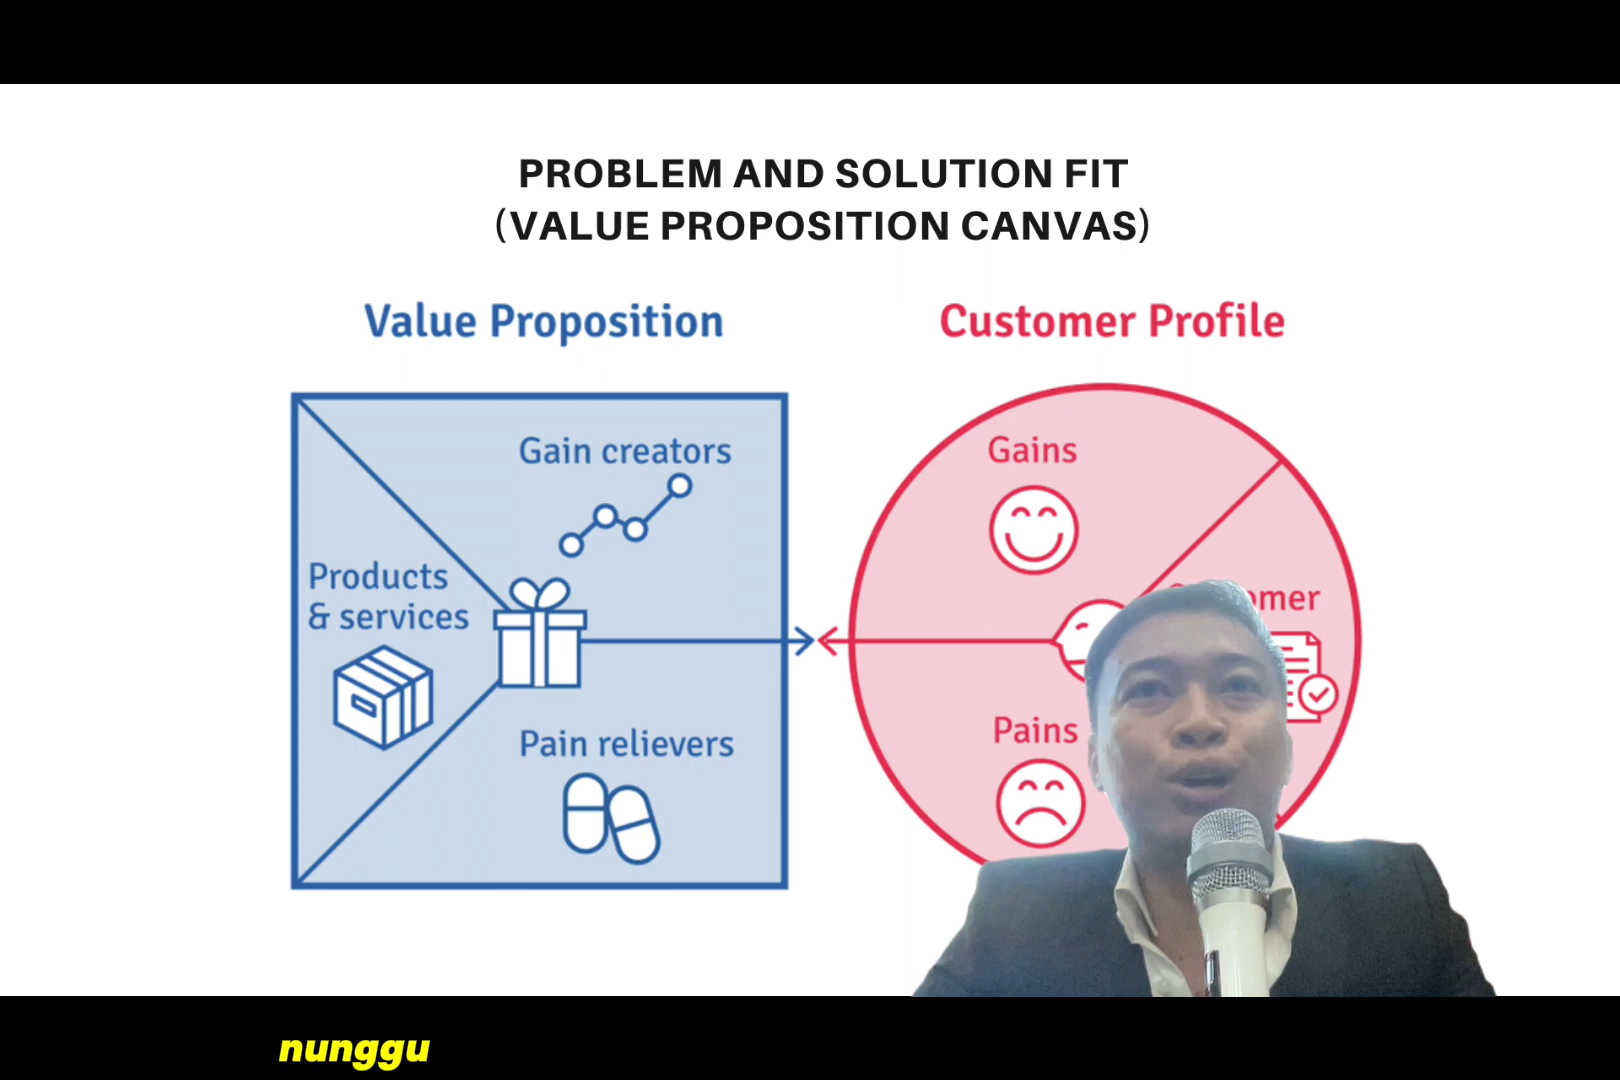 PROBLEM AND SOLUTION FIT
(VALUE PROPOSITION CANVAS)
Value Proposition
Customer Profile
Gain creators
Gains
Products
& services
Pain relievers
Pains
nunggu